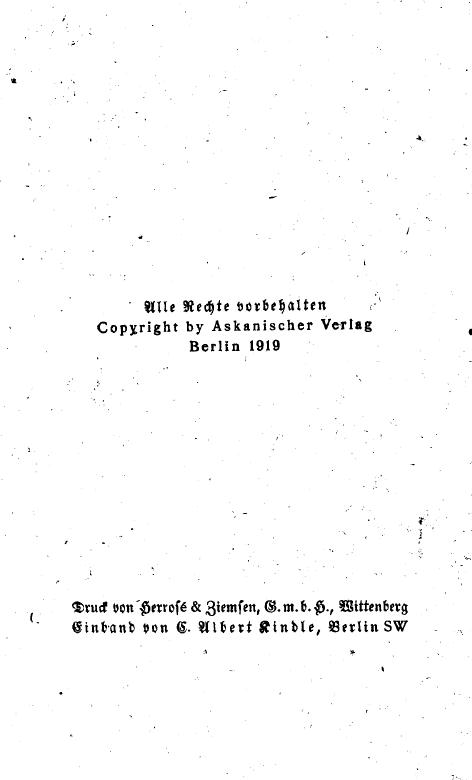 Alle Rechte vorbehalten
Copyright by Askanischer Verlag
Berlin 1919
Druck von Herrosé & Ziemsen, G. m. b. H., Wittenberg
Einband von C. Albert Kindle, Berlin SW